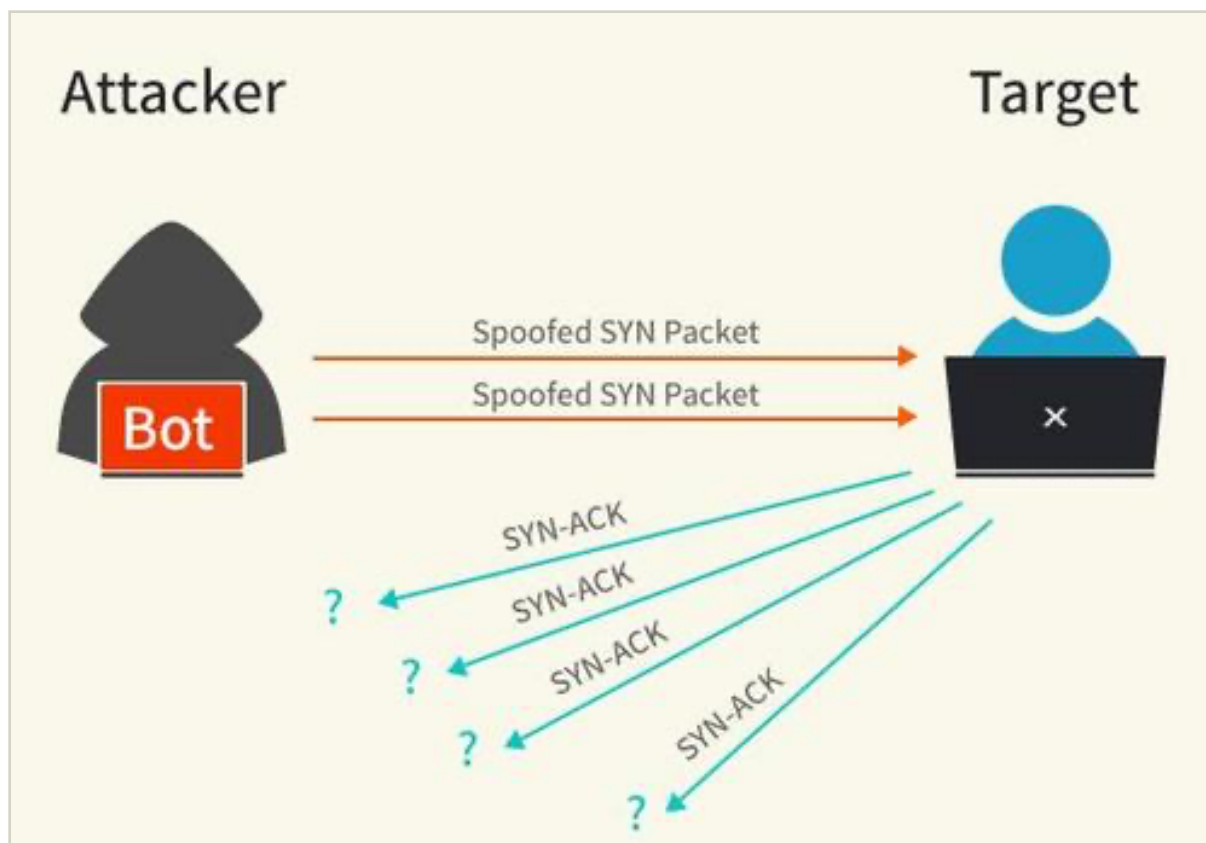 Attacker
Target
Spoofed SYN Packet
Spoofed SYN Packet
Bot
×
SYN-ACK
?
SYN-ACK
?
SYN-ACK
?
SYN-ACK
?